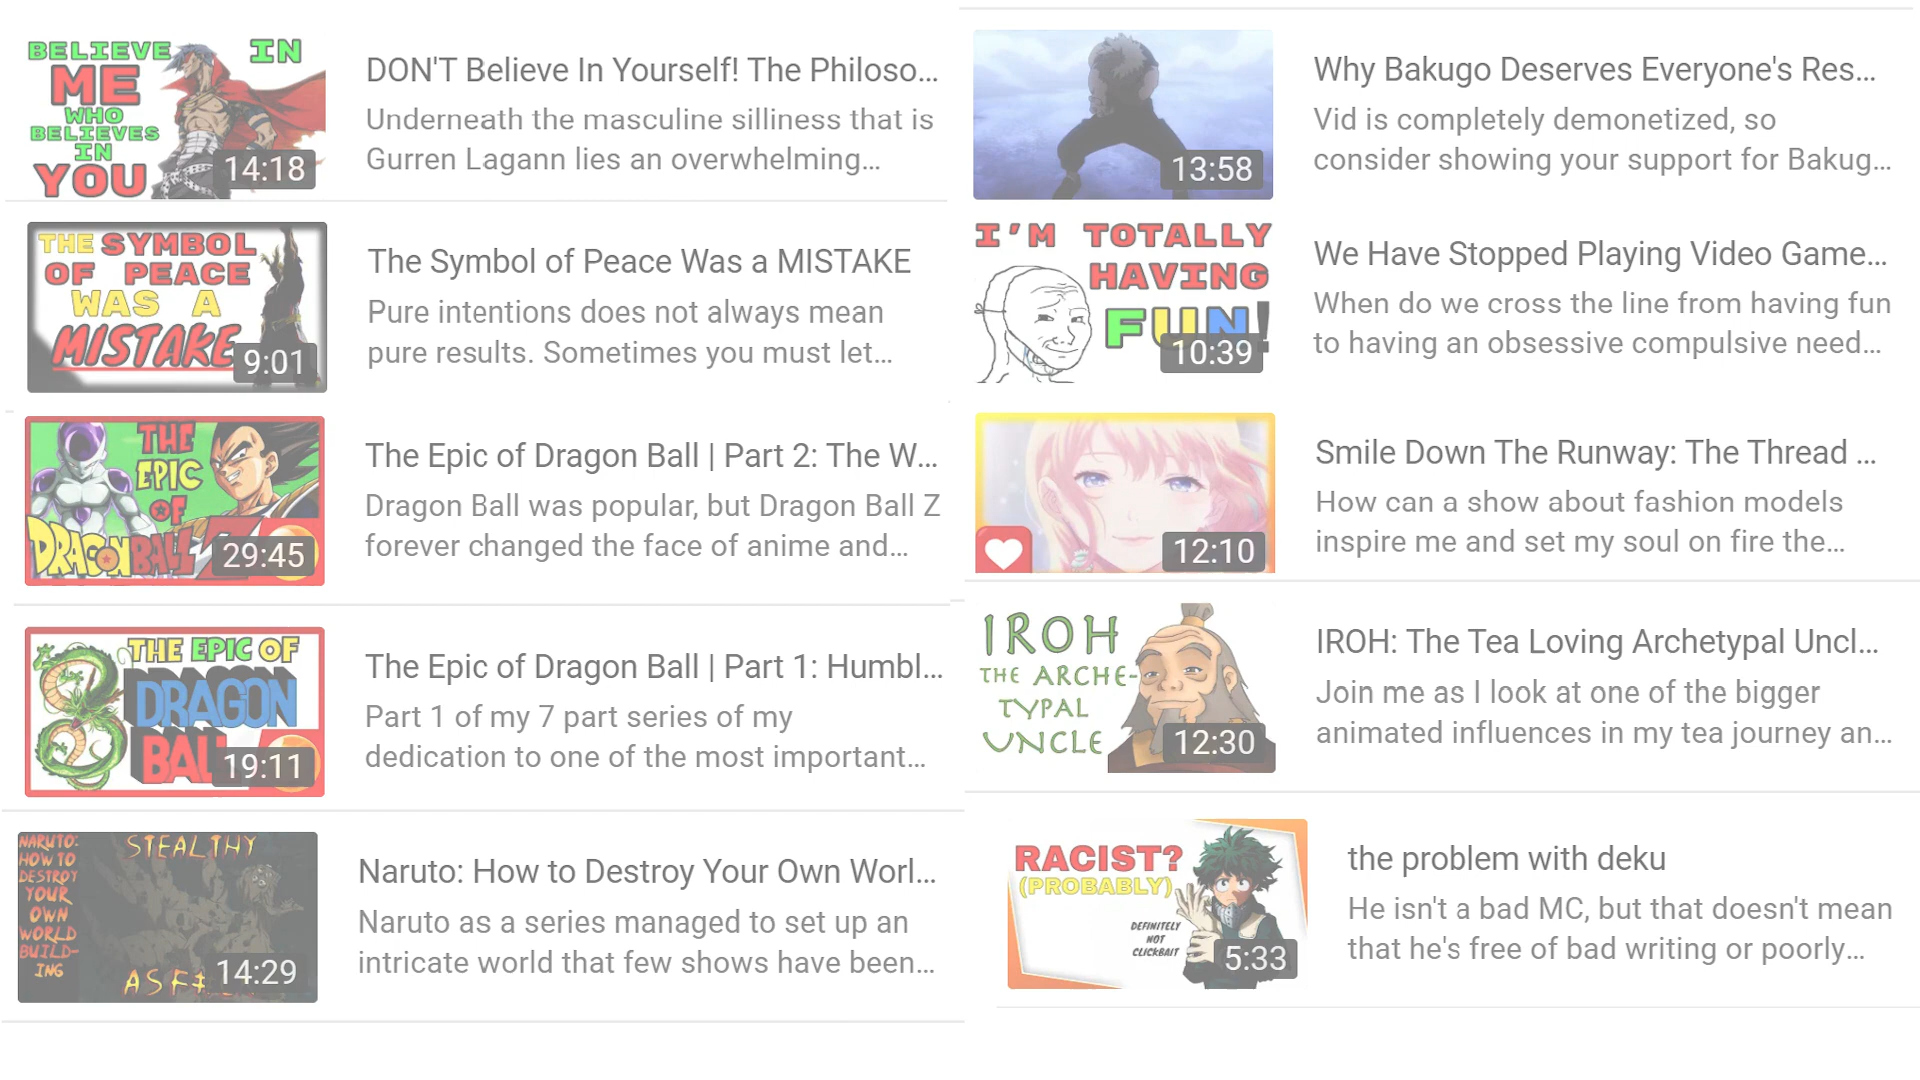 BELIEVE IN
ME
WHO
BELIEVES
IN
YOU
14:18
DON'T Believe In Yourself! The Philoso...
Underneath the masculine silliness that is
Gurren Lagann lies an overwhelming...
THE SYMBOL
OF PEACE
WAS A
MISTAKE
9:01
The Symbol of Peace Was a MISTAKE
Pure intentions does not always mean
pure results. Sometimes you must let...
THE
EPIC
OF
DRAGON BALL Z
29:45
The Epic of Dragon Ball | Part 2: The W...
Dragon Ball was popular, but Dragon Ball Z
forever changed the face of anime and...
THE EPIC OF
DRAGON
BAL
19:11
The Epic of Dragon Ball | Part 1: Humbl...
Part 1 of my 7 part series of my
dedication to one of the most important...
NARUTO:
HOW TO
DESTROY
YOUR
OWN
WORLD
BUILD-
ING
STEALTHY
14:29
Naruto: How to Destroy Your Own Worl...
Naruto as a series managed to set up an
intricate world that few shows have been...
13:58
Why Bakugo Deserves Everyone's Res...
Vid is completely demonetized, so
consider showing your support for Bakug...
I'M TOTALLY
HAVING
FUN!
10:39
We Have Stopped Playing Video Game...
When do we cross the line from having fun
to having an obsessive compulsive need...
12:10
Smile Down The Runway: The Thread ...
How can a show about fashion models
inspire me and set my soul on fire the...
IROH
THE ARCHE-
TYPAL
UNCLE
12:30
IROH: The Tea Loving Archetypal Uncl...
Join me as I look at one of the bigger
animated influences in my tea journey an...
RACIST?
(PROBABLY)
DEFINITELY
NOT
CLICKBAIT
5:33
the problem with deku
He isn't a bad MC, but that doesn't mean
that he's free of bad writing or poorly...